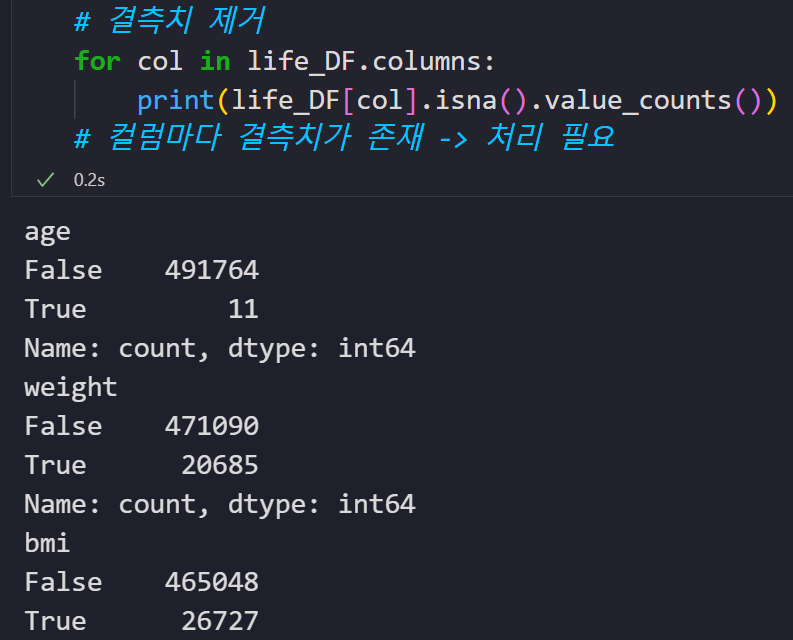 # 결측치 제거
for col in life_DF.columns:
    print(life_DF[col].isna().value_counts())
# 컬럼마다 결측치가 존재 -> 처리 필요
0.2s
age
False    491764
True         11
Name: count, dtype: int64
weight
False    471090
True      20685
Name: count, dtype: int64
bmi
False    465048
True      26727